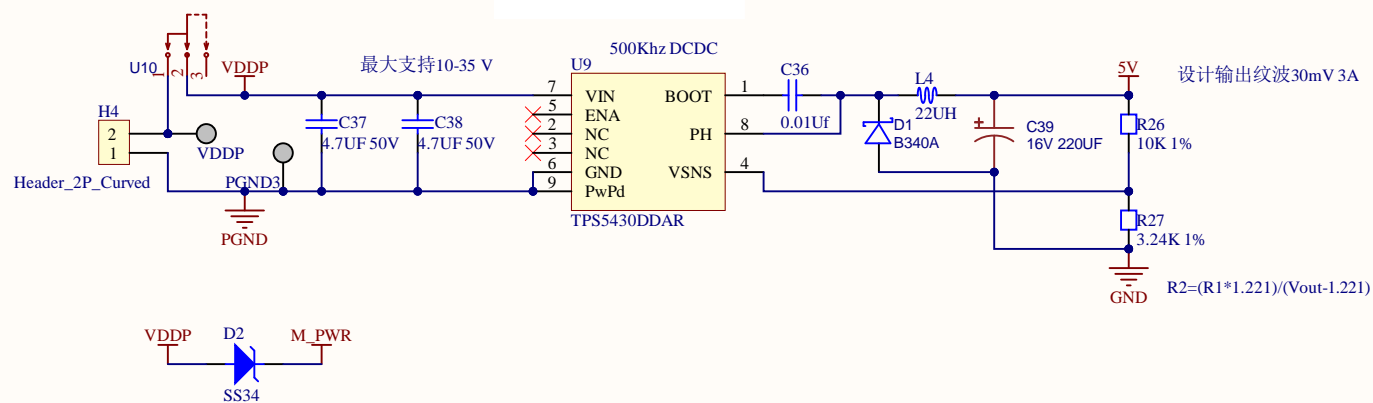 500Khz DCDC
U10
1
2
3
VDDP
最大支持10-35 V
U9
C36
L4
5V
设计输出纹波30mV 3A
H4
2
1
VDDP
Header_2P_Curved
PGND3
PGND
C37
4.7UF 50V
C38
4.7UF 50V
7
5
2
3
6
9
VIN
ENA
NC
NC
GND
PwPd
BOOT
PH
VSNS
1
8
4
TPS5430DDAR
0.01Uf
D1
B340A
22UH
+
C39
16V 220UF
R26
10K 1%
R27
3.24K 1%
GND
R2=(R1*1.221)/(Vout-1.221)
VDDP
D2
M_PWR
SS34